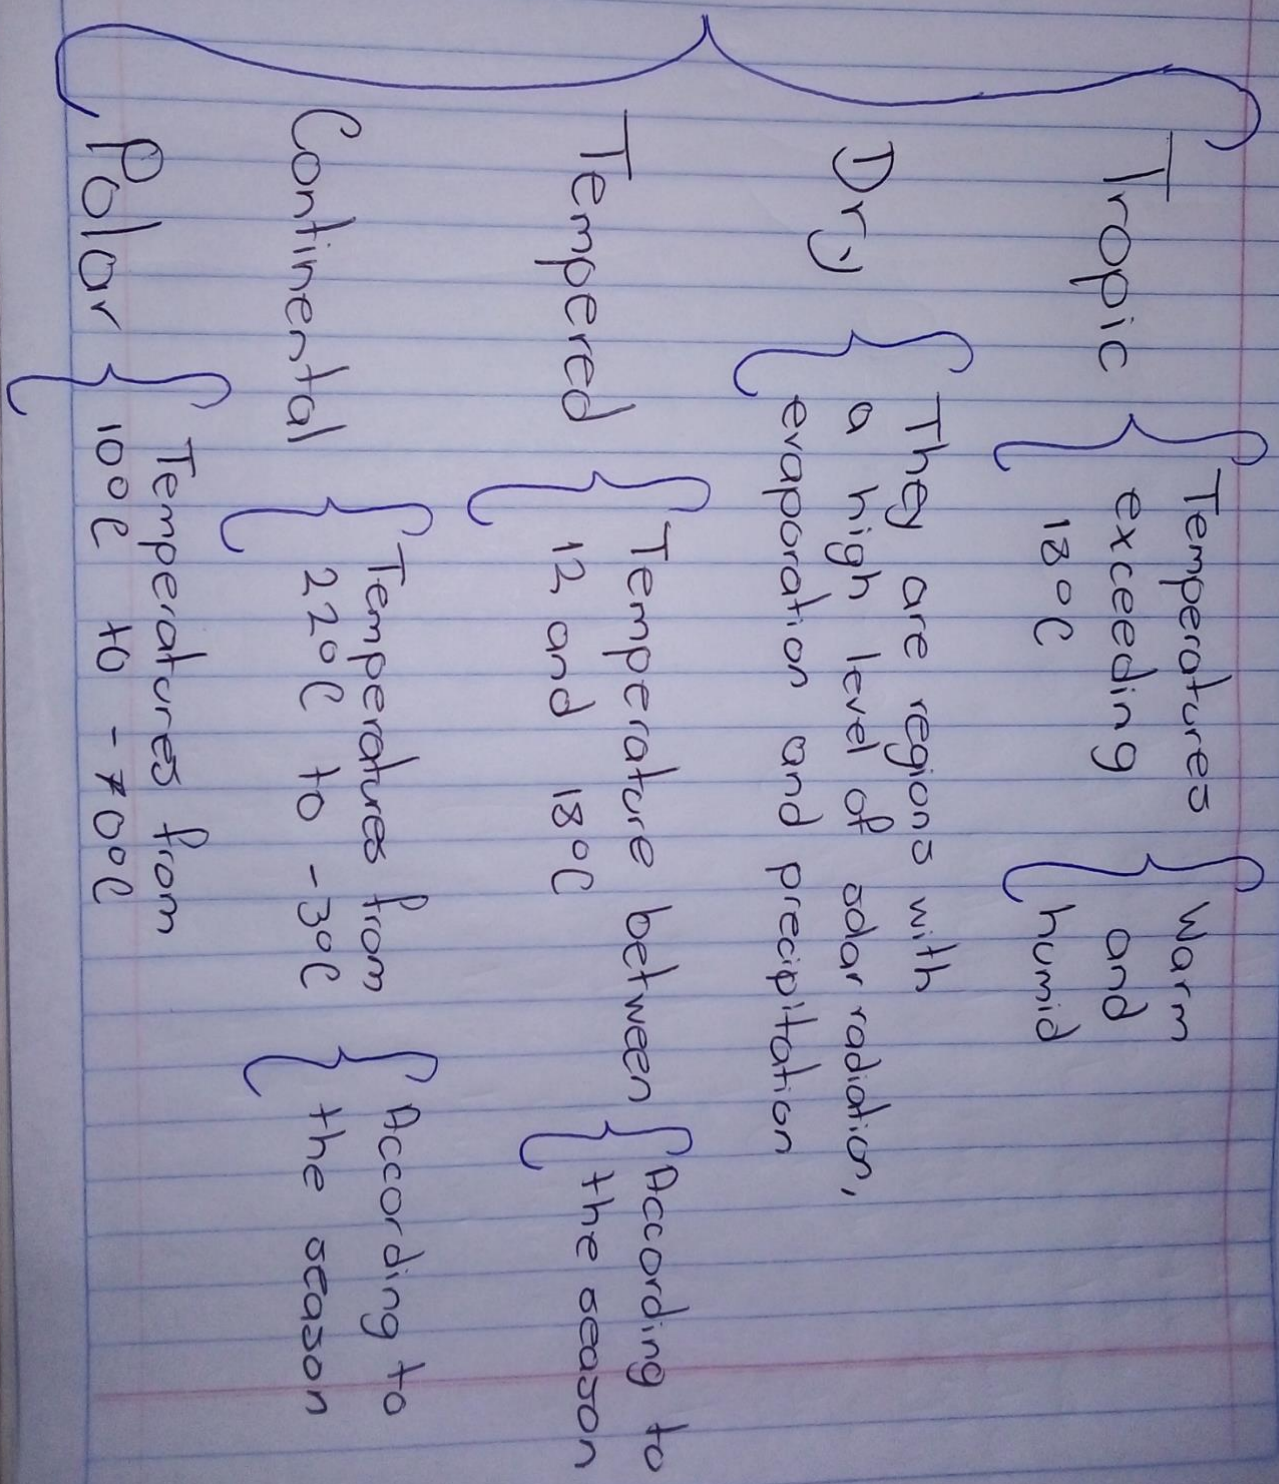 Tropic
Temperatures
exceeding
18°C
Warm
and
humid
Dry
They are regions with
a high level of solar radiation,
evaporation and precipitation
Tempered
Temperature between
12 and 18°C
According to
the season
Continental
Temperatures from
22°C to -3°C
According to
the season
Polar
Temperatures from
10°C to -70°C